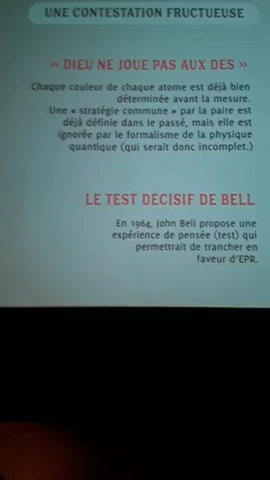 UNE CONTESTATION FRUCTUEUSE
« DIEU NE JOUE PAS AUX DÉS »
Chaque couleur de chaque atome est déjà bien
déterminée avant la mesure.
Une « stratégie commune » par la paire est
déjà définie dans le passé, mais elle est
ignorée par le formalisme de la physique
quantique (qui serait donc incomplet.)
LE TEST DÉCISIF DE BELL
En 1964, John Bell propose une
expérience de pensée (test) qui
permettrait de trancher en
faveur d'EPR.